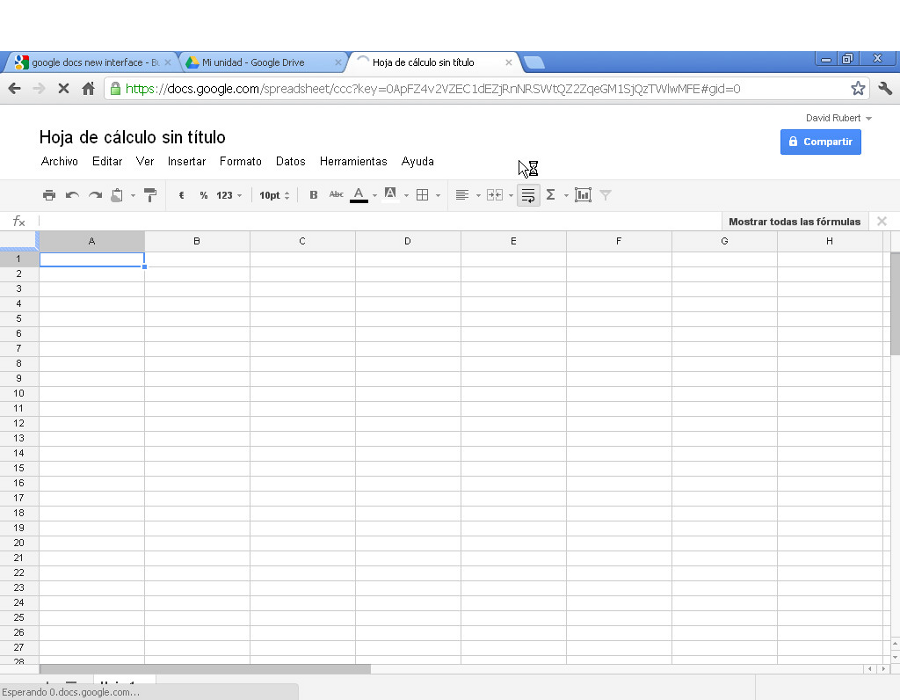 google docs new interface - Bu
Mi unidad - Google Drive
Hoja de cálculo sin título
https://docs.google.com/spreadsheet/ccc?key=0ApFZ4v2VZEC1dEZjRnNRSWtQZ2ZqeGM1SjQzTWlwMFE#gid=0
David Rubert
Hoja de cálculo sin título
Compartir
Archivo Editar Ver Insertar Formato Datos Herramientas Ayuda
€ % 123 10pt B Abc A A Σ
fx Mostrar todas las fórmulas
A B C D E F G H
1
2
3
4
5
6
7
8
9
10
11
12
13
14
15
16
17
18
19
20
21
22
23
24
25
26
27
28
Esperando 0.docs.google.com...